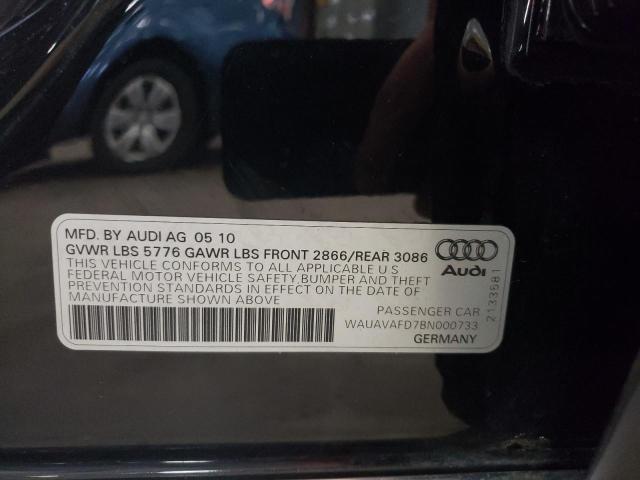 MFD. BY AUDI AG 05 10
GVWR LBS 5776 GAWR LBS FRONT 2866/REAR 3086
THIS VEHICLE CONFORMS TO ALL APPLICABLE U S
FEDERAL MOTOR VEHICLE SAFETY,BUMPER AND THEFT
PREVENTION STANDARDS IN EFFECT ON THE DATE OF
MANUFACTURE SHOWN ABOVE
Audi
PASSENGER CAR
WAUAVAFD7BN000733
GERMANY
2133581